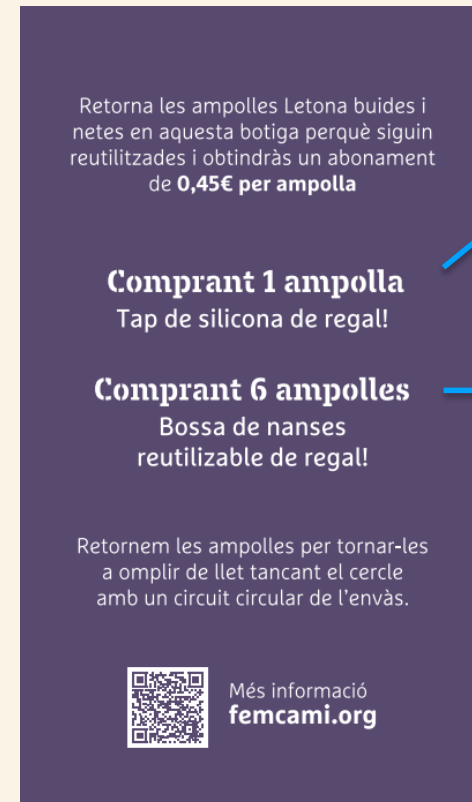 Retorna les ampolles Letona buides i
netes en aquesta botiga perquè siguin
reutilitzades i obtindràs un abonament
de 0,45€ per ampolla
Comprant 1 ampolla
Tap de silicona de regal!
Comprant 6 ampolles
Bossa de nanses
reutilizable de regal!
Retornem les ampolles per tornar-les
a omplir de llet tancant el cercle
amb un circuit circular de l'envàs.
Més informació
femcami.org